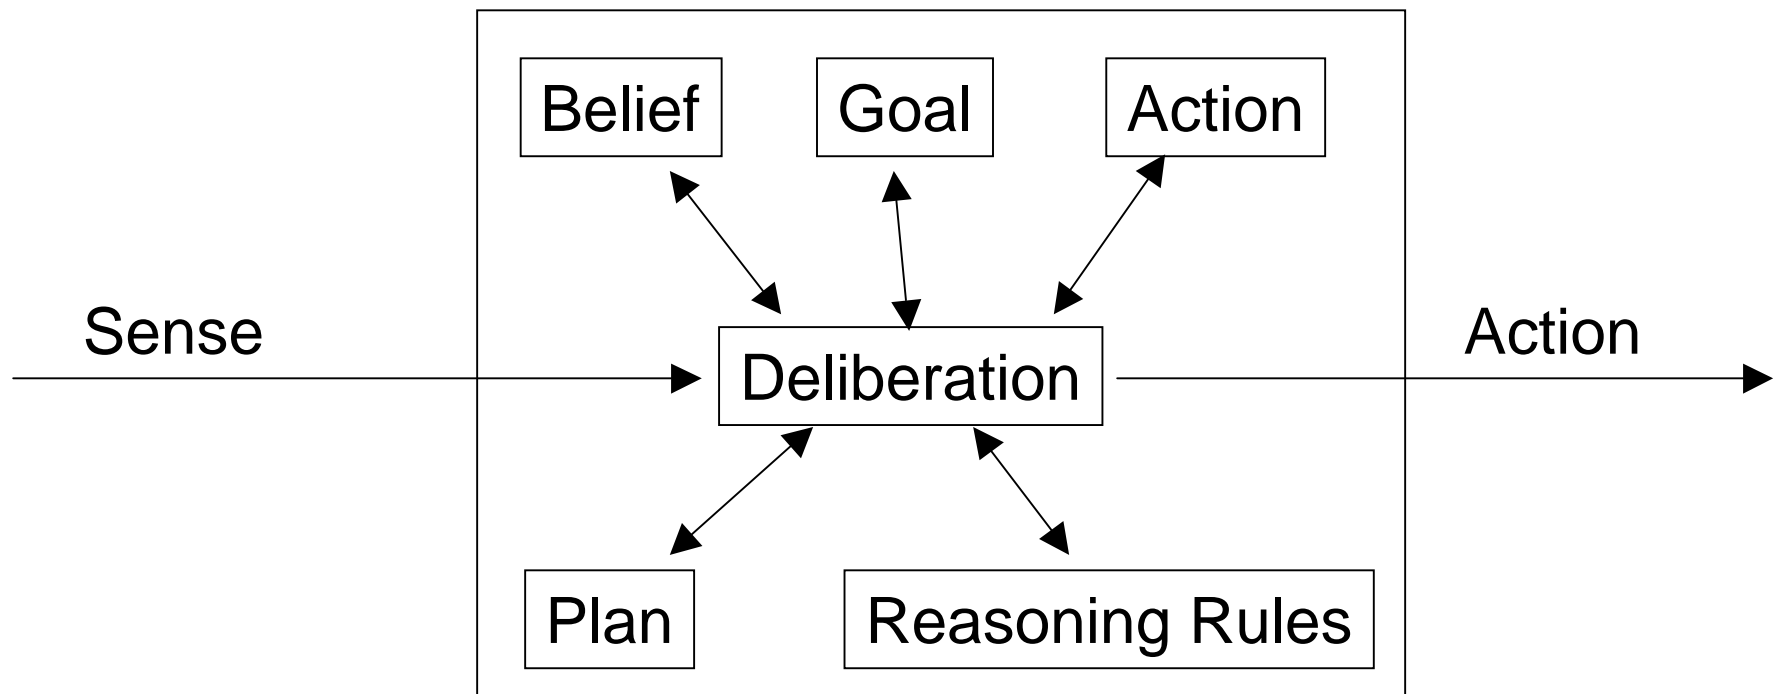 Belief
Goal
Action
Sense
Action
Deliberation
Plan
Reasoning Rules